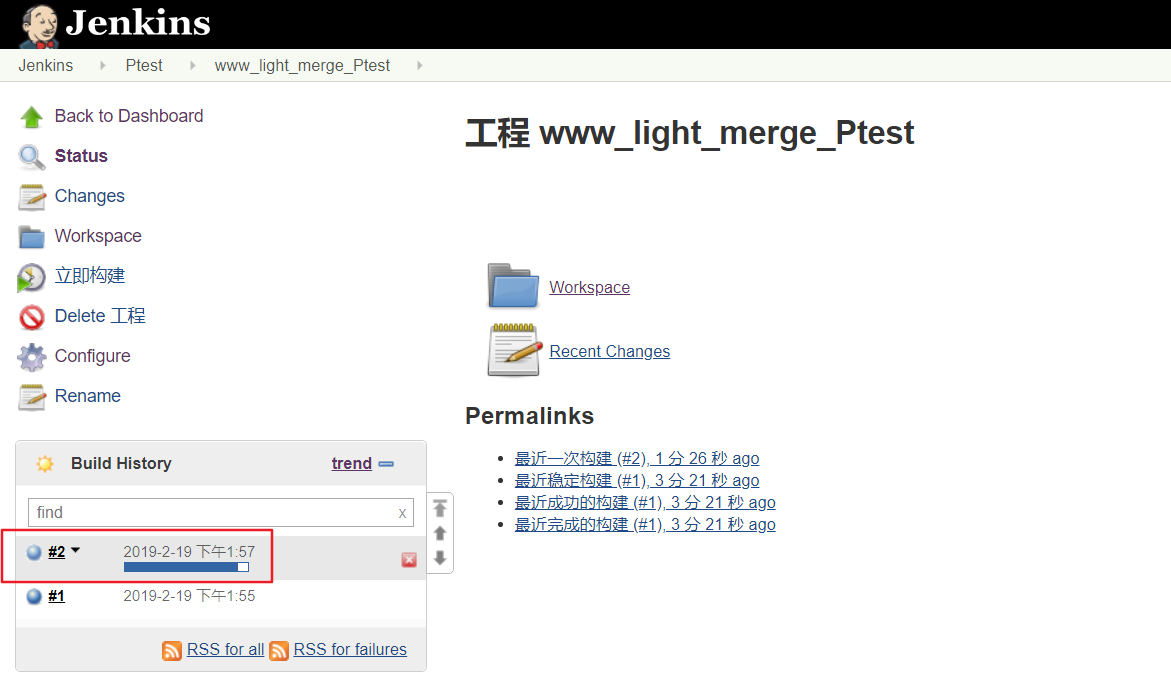 Jenkins
Jenkins Ptest www_light_merge_Ptest
Back to Dashboard
Status
Changes
Workspace
立即构建
Delete 工程
Configure
Rename
Build History trend
find x
#2 2019-2-19 下午1:57
#1 2019-2-19 下午1:55
RSS for all RSS for failures
工程 www_light_merge_Ptest
Workspace
Recent Changes
Permalinks
最近一次构建 (#2), 1 分 26 秒 ago
最近稳定构建 (#1), 3 分 21 秒 ago
最近成功的构建 (#1), 3 分 21 秒 ago
最近完成的构建 (#1), 3 分 21 秒 ago